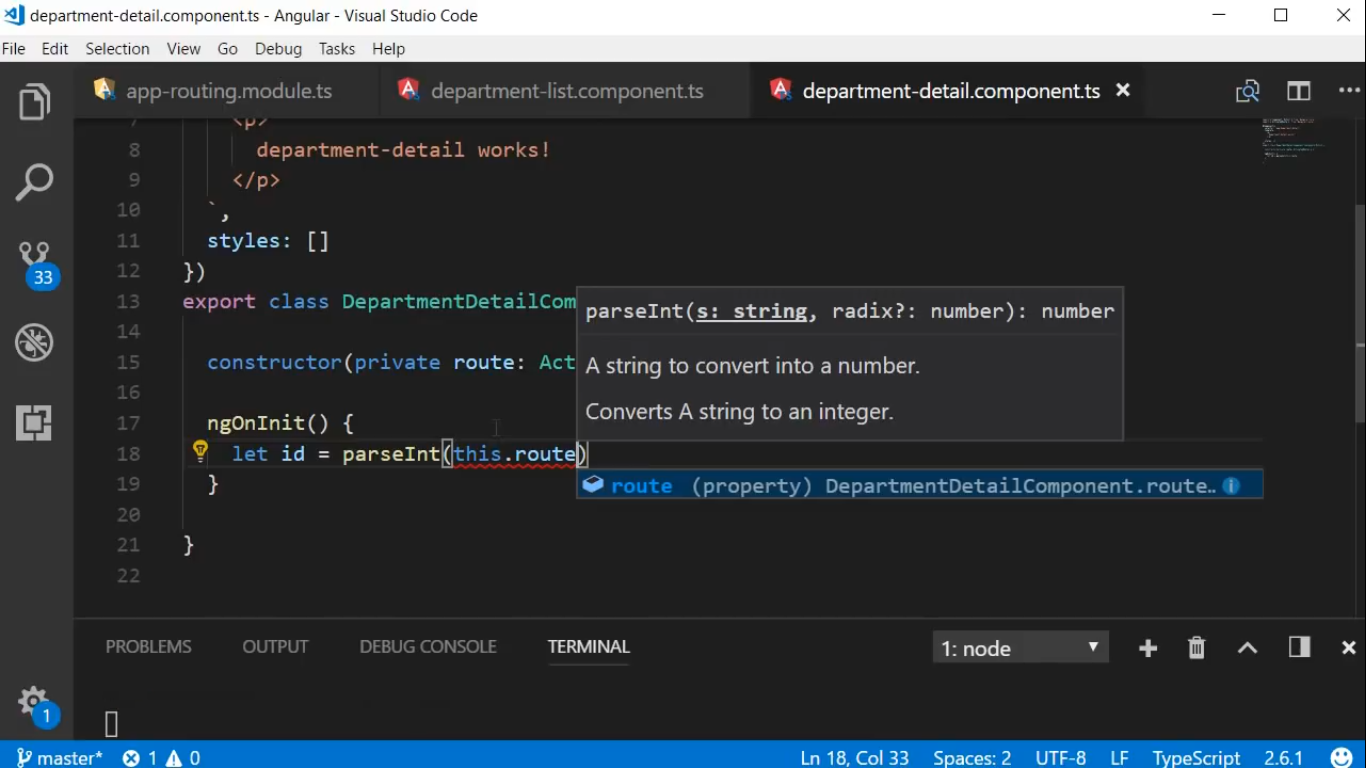 department-detail.component.ts - Angular - Visual Studio Code
File Edit Selection View Go Debug Tasks Help
app-routing.module.ts department-list.component.ts department-detail.component.ts
7 <p>
8 department-detail works!
9 </p>
10 `,
11 styles: []
12 })
13 export class DepartmentDetailCom
14
15 constructor(private route: Act
16
17 ngOnInit() {
18 let id = parseInt(this.route)
19 }
20
21 }
22
parseInt(s: string, radix?: number): number
A string to convert into a number.
Converts A string to an integer.
route (property) DepartmentDetailComponent.route..
33
1
PROBLEMS OUTPUT DEBUG CONSOLE TERMINAL 1: node
master* 1 0 Ln 18, Col 33 Spaces: 2 UTF-8 LF TypeScript 2.6.1